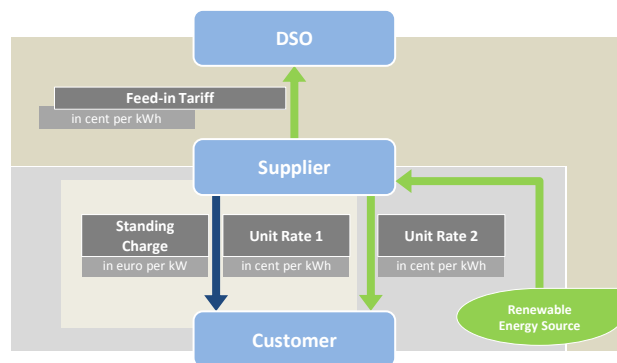 DSO
Feed-in Tariff
in cent per kWh
Supplier
Standing
Charge
in euro per kW
Unit Rate 1
in cent per kWh
Unit Rate 2
in cent per kWh
Renewable
Energy Source
Customer